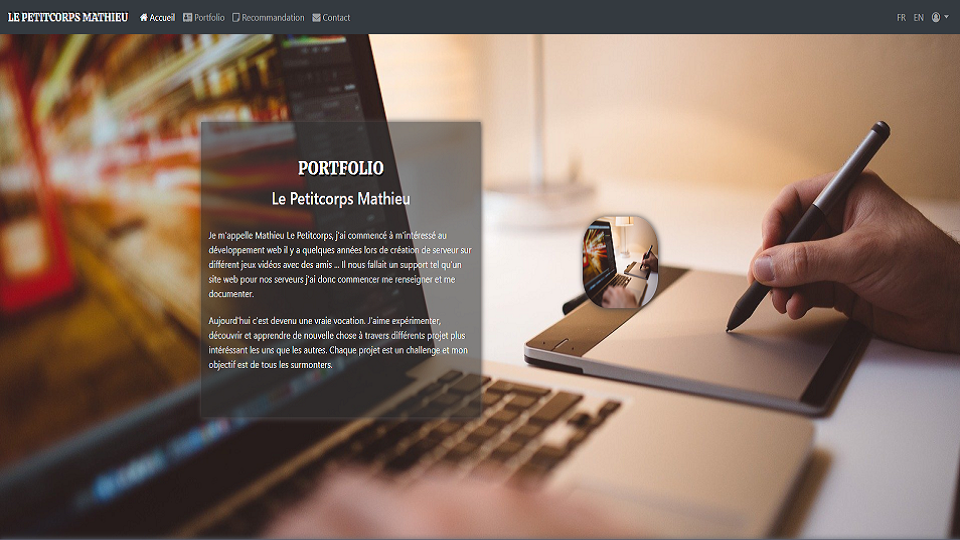 LE PETITCORPS MATHIEU Accueil Portfolio Recommandation Contact FR EN
PORTFOLIO
Le Petitcorps Mathieu
Je m'appelle Mathieu Le Petitcorps, j'ai commencé à m'intéressé au
développement web il y a quelques années lors de création de serveur sur
différent jeux vidéos avec des amis ... Il nous fallait un support tel qu'un
site web pour nos serveurs j'ai donc commencer me renseigner et me
documenter.
Aujourd'hui c'est devenu une vraie vocation. J'aime expérimenter,
découvrir et apprendre de nouvelle chose à travers différents projet plus
intéréssant les uns que les autres. Chaque projet est un challenge et mon
objectif est de tous les surmonters.